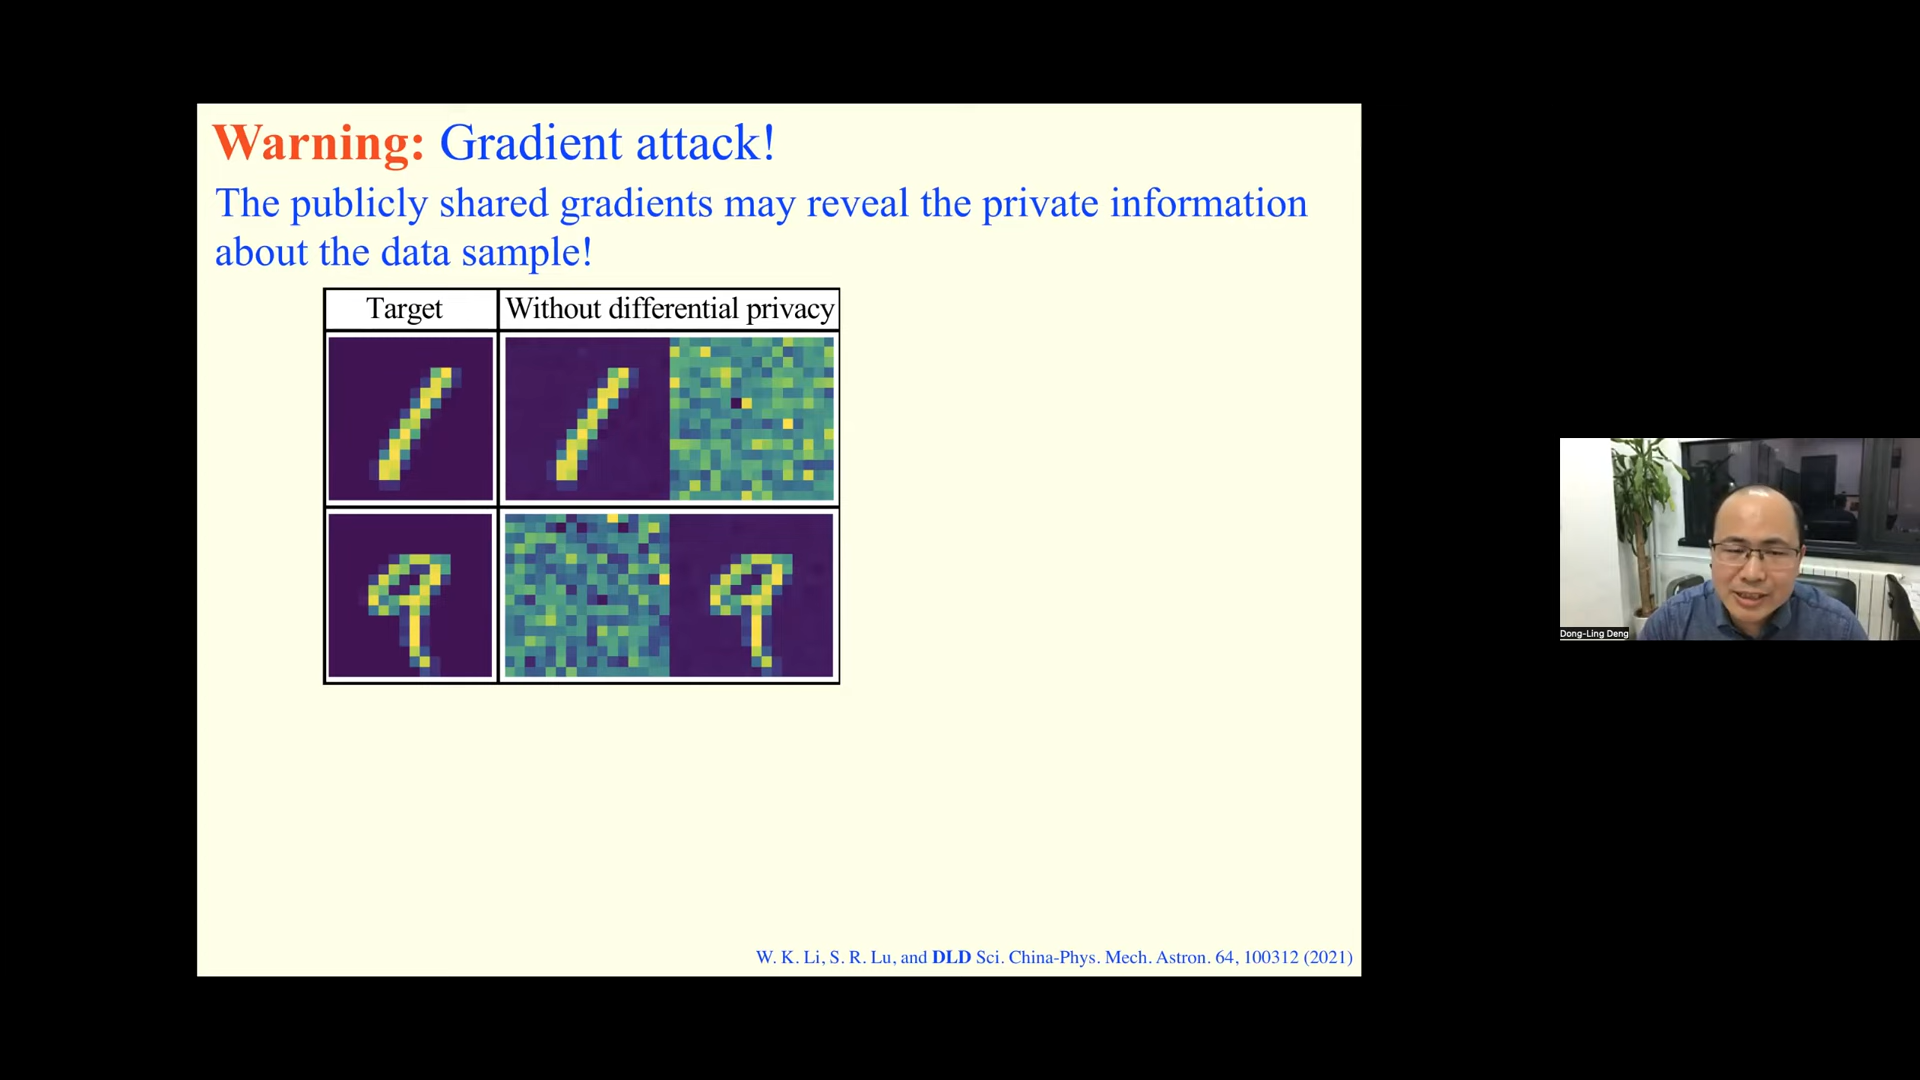 Warning: Gradient attack!
The publicly shared gradients may reveal the private information
about the data sample!
Target
Without differential privacy
W. K. Li, S. R. Lu, and DLD Sci. China-Phys. Mech. Astron. 64, 100312 (2021)
Dong-Ling Deng